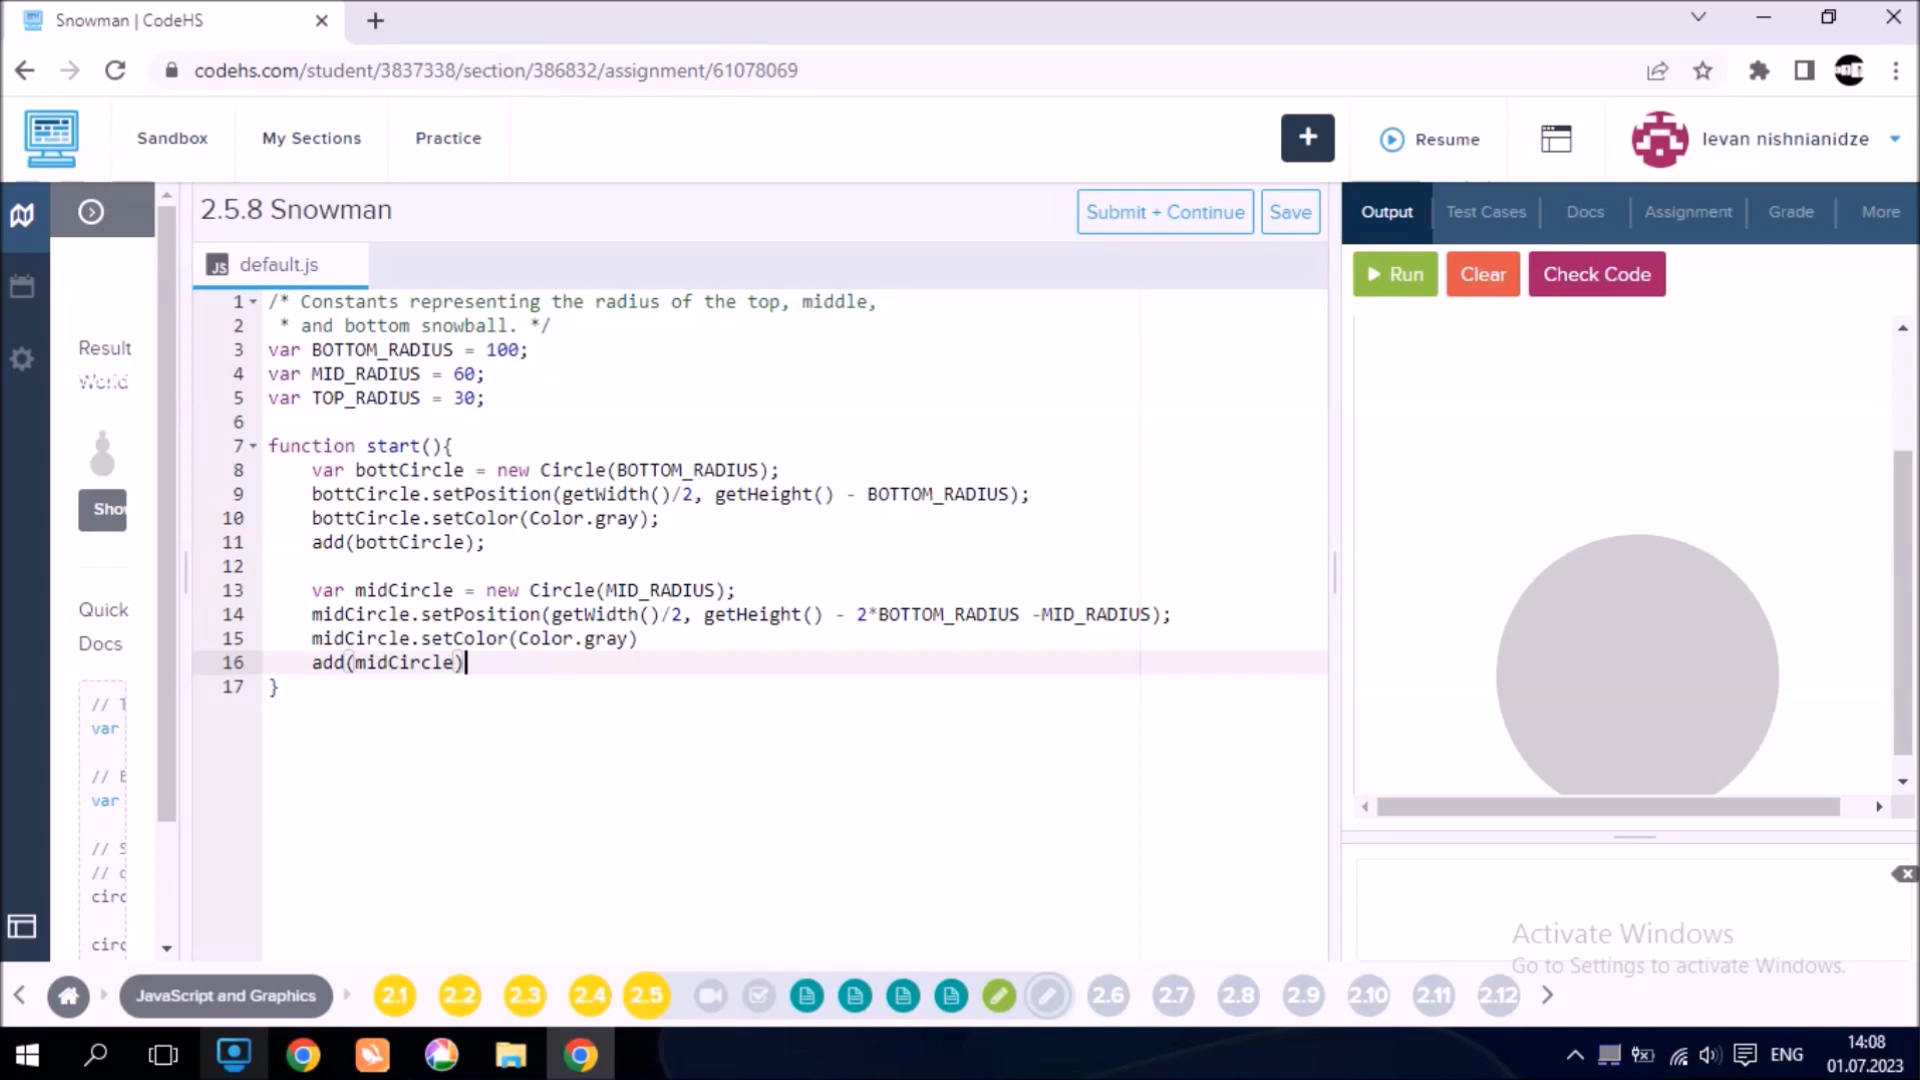 Snowman | CodeHS
codehs.com/student/3837338/section/386832/assignment/61078069
Sandbox
My Sections
Practice
+
Resume
levan nishnianidze
2.5.8 Snowman
Submit + Continue
Save
Output
Test Cases
Docs
Assignment
Grade
More
JS default.js
Run
Clear
Check Code
Result
World
Quick
Docs
var
var
circ
circ
1 /* Constants representing the radius of the top, middle,
2 * and bottom snowball. */
3 var BOTTOM_RADIUS = 100;
4 var MID_RADIUS = 60;
5 var TOP_RADIUS = 30;
6
7 function start(){
8 var bottCircle = new Circle(BOTTOM_RADIUS);
9 bottCircle.setPosition(getWidth()/2, getHeight() - BOTTOM_RADIUS);
10 bottCircle.setColor(Color.gray);
11 add(bottCircle);
12
13 var midCircle = new Circle(MID_RADIUS);
14 midCircle.setPosition(getWidth()/2, getHeight() - 2*BOTTOM_RADIUS -MID_RADIUS);
15 midCircle.setColor(Color.gray)
16 add(midCircle)
17 }
Activate Windows
Go to Settings to activate Windows.
JavaScript and Graphics
2.1
2.2
2.3
2.4
2.5
2.6
2.7
2.8
2.9
2.10
2.11
2.12
ENG
14:08
01.07.2023